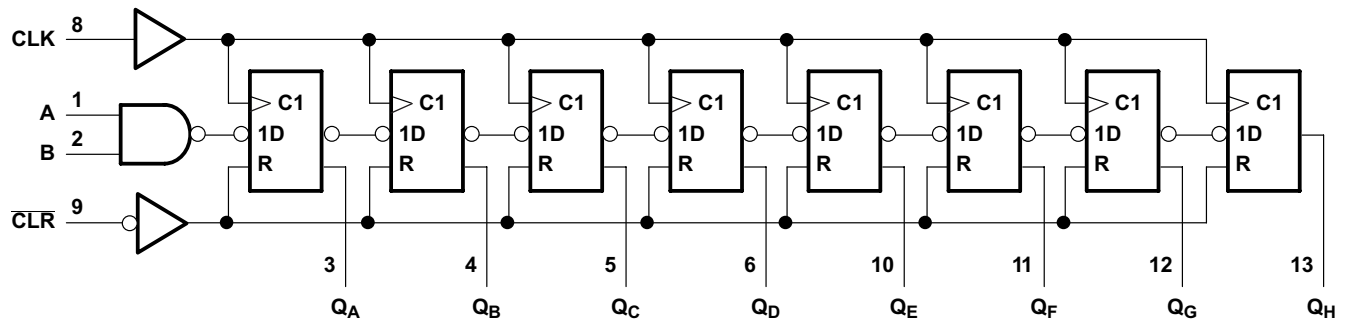 CLK 8
C1 C1 C1 C1 C1 C1 C1 C1
A 1
1D 1D 1D 1D 1D 1D 1D 1D
B 2
R R R R R R R R
CLR 9
3 4 5 6 10 11 12 13
QA QB QC QD QE QF QG QH